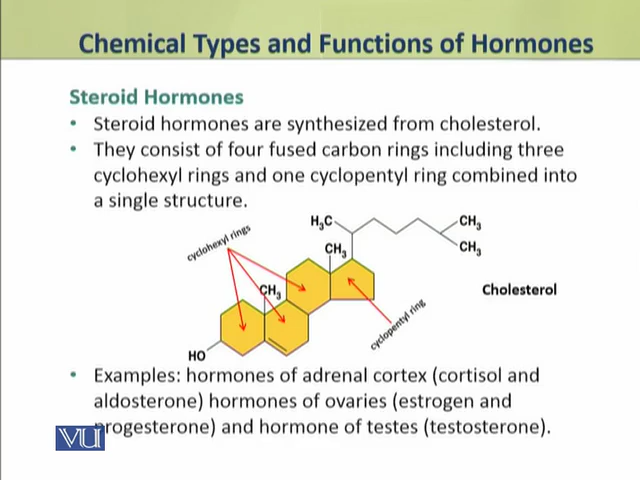 Chemical Types and Functions of Hormones
Steroid Hormones
• Steroid hormones are synthesized from cholesterol.
• They consist of four fused carbon rings including three
cyclohexyl rings and one cyclopentyl ring combined into
a single structure.
H₃C
CH₃
cyclohexyl rings
CH₃
CH₃
CH₃
Cholesterol
cyclopentyl ring
HO
• Examples: hormones of adrenal cortex (cortisol and
aldosterone) hormones of ovaries (estrogen and
progesterone) and hormone of testes (testosterone).
VU